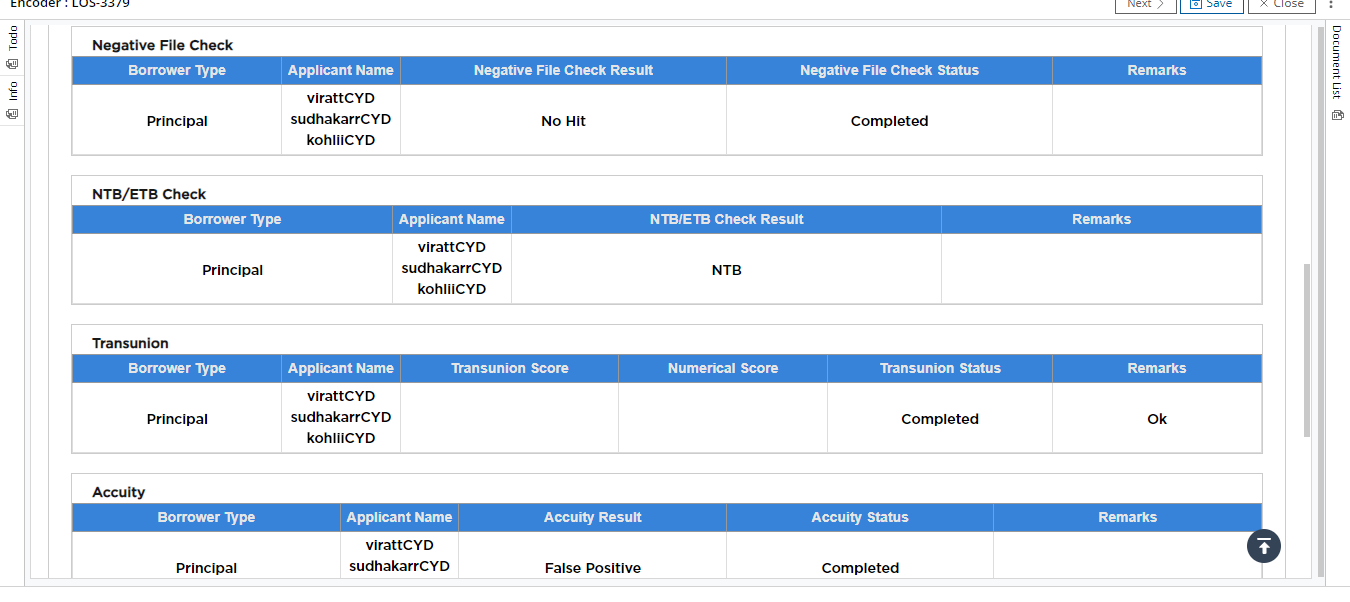 Encoder : LOS-3379
Next
Save
Close
Todo
Info
Document List
Negative File Check
Borrower Type Applicant Name Negative File Check Result Negative File Check Status Remarks
Principal virattCYD sudhakarrCYD kohliiCYD No Hit Completed
NTB/ETB Check
Borrower Type Applicant Name NTB/ETB Check Result Remarks
Principal virattCYD sudhakarrCYD kohliiCYD NTB
Transunion
Borrower Type Applicant Name Transunion Score Numerical Score Transunion Status Remarks
Principal virattCYD sudhakarrCYD kohliiCYD Completed Ok
Accuity
Borrower Type Applicant Name Accuity Result Accuity Status Remarks
Principal virattCYD sudhakarrCYD False Positive Completed